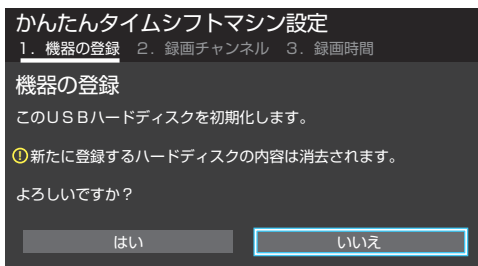 かんたんタイムシフトマシン設定
1．機器の登録 2．録画チャンネル 3．録画時間
機器の登録
このＵＳＢハードディスクを初期化します。
新たに登録するハードディスクの内容は消去されます。
よろしいですか？
はい いいえ